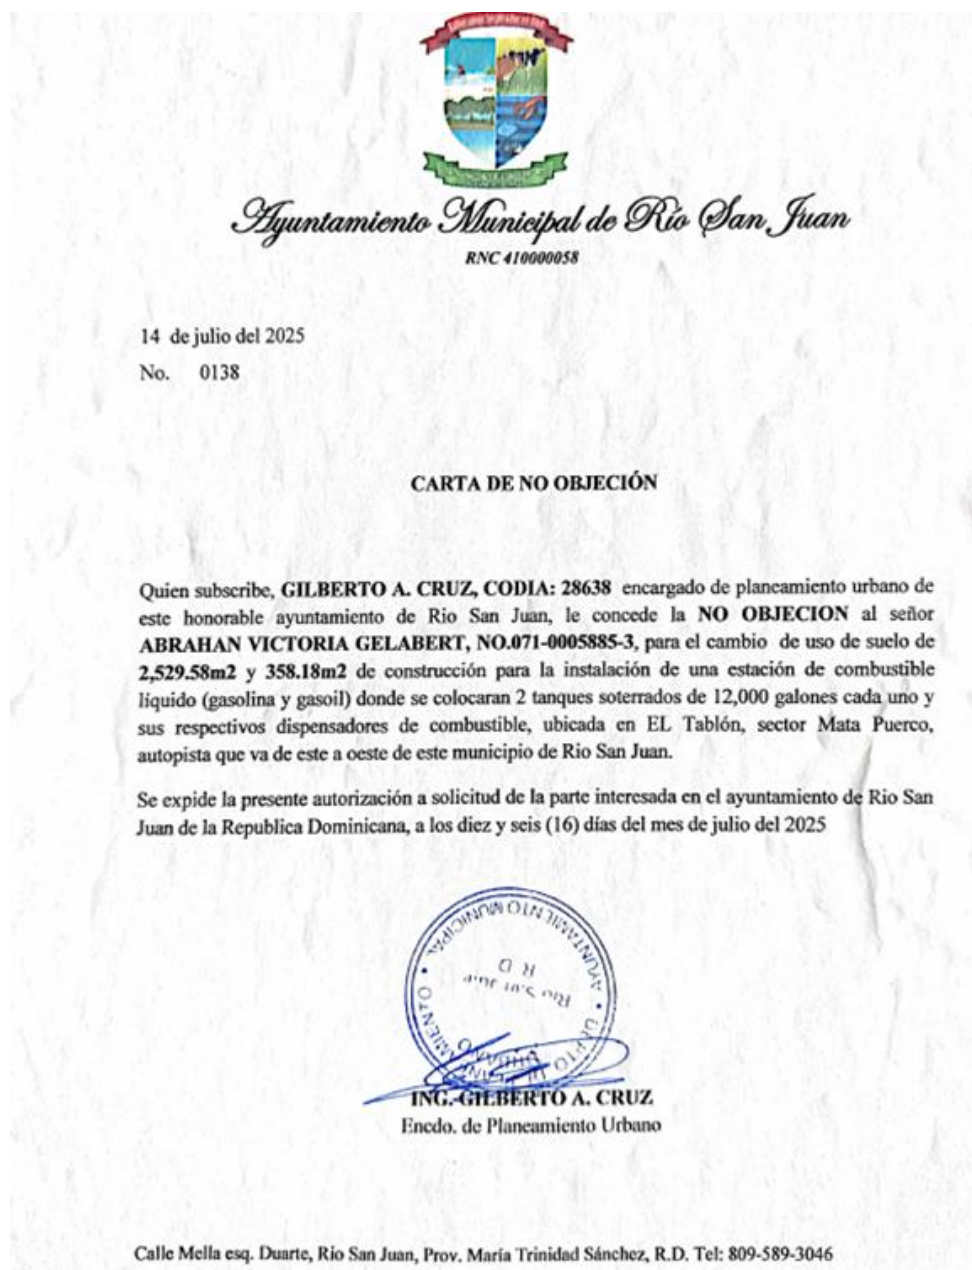 Ayuntamiento Municipal de Río San Juan
RNC 410000058
14 de julio del 2025
No. 0138
CARTA DE NO OBJECIÓN
Quien subscribe, GILBERTO A. CRUZ, CODIA: 28638 encargado de planeamiento urbano de
este honorable ayuntamiento de Rio San Juan, le concede la NO OBJECION al señor
ABRAHAN VICTORIA GELABERT, NO.071-0005885-3, para el cambio de uso de suelo de
2,529.58m2 y 358.18m2 de construcción para la instalación de una estación de combustible
líquido (gasolina y gasoil) donde se colocaran 2 tanques soterrados de 12,000 galones cada uno y
sus respectivos dispensadores de combustible, ubicada en EL Tablón, sector Mata Puerco,
autopista que va de este a oeste de este municipio de Rio San Juan.
Se expide la presente autorización a solicitud de la parte interesada en el ayuntamiento de Rio San
Juan de la Republica Dominicana, a los diez y seis (16) días del mes de julio del 2025
AYUNTAMIENTO MUNICIPAL
Rio San Juan
R D
DEPTO
URBANO
ING. GILBERTO A. CRUZ
Encdo. de Planeamiento Urbano
Calle Mella esq. Duarte, Rio San Juan, Prov. María Trinidad Sánchez, R.D. Tel: 809-589-3046